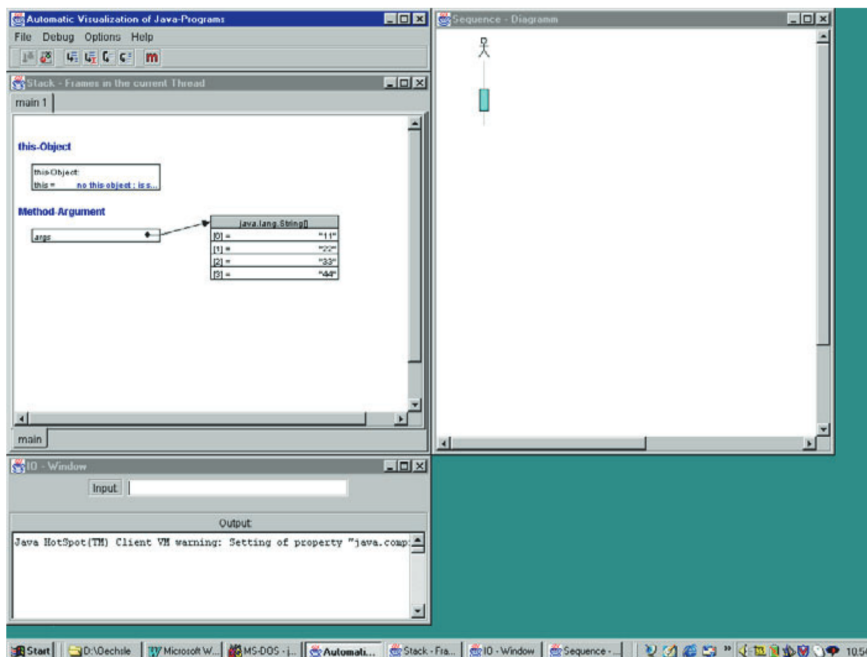 Automatic Visualization of Java-Programs
File Debug Options Help
m
Stack - Frames in the current Thread
main 1
this-Object
this-Object:
this = no this object ; is s...
Method-Argument
args
java.lang.String[]
[0] = "11"
[1] = "22"
[2] = "33"
[3] = "44"
main
Sequence - Diagramm
IO - Window
Input
Output
Java HotSpot(TM) Client VM warning: Setting of property "java.comp
Start D:\Oechsle Microsoft W... MS-DOS - j... Automati... Stack - Fra... IO - Window Sequence - ...